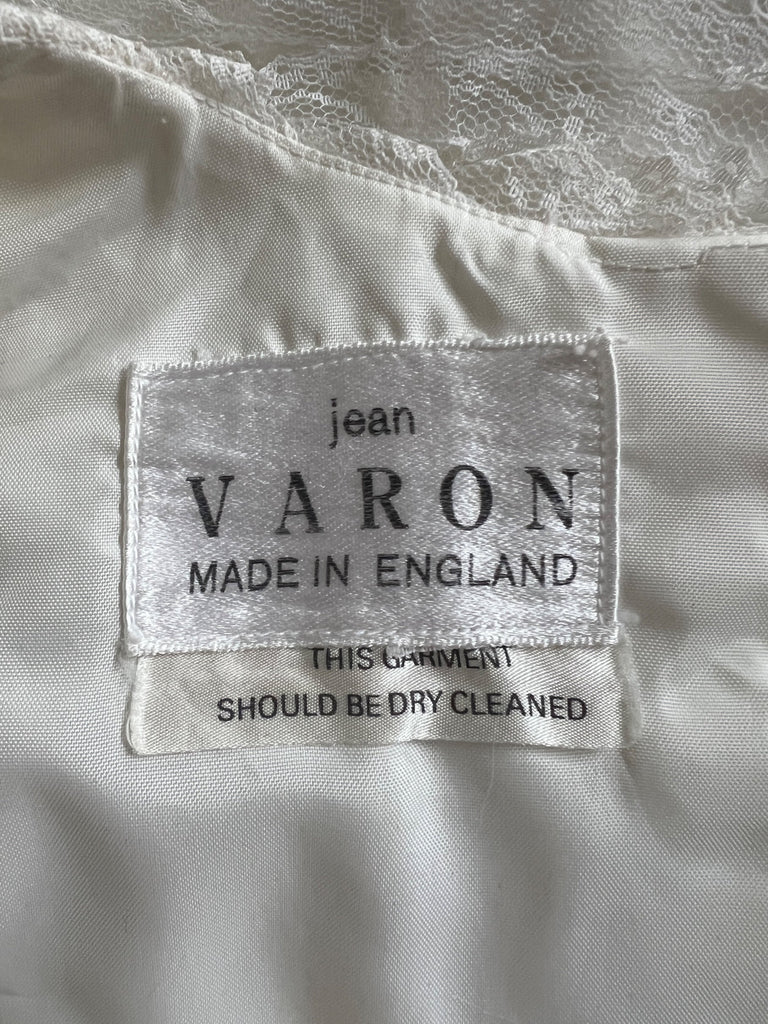 jean
VARON
MADE IN ENGLAND
THIS GARMENT
SHOULD BE DRY CLEANED